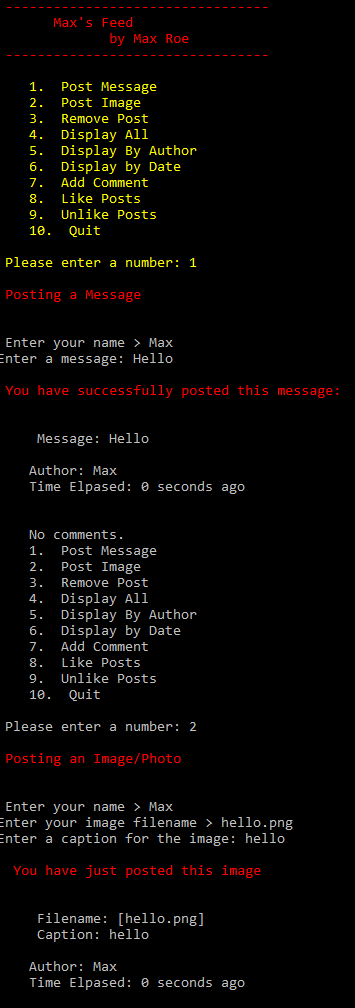 Max's Feed
by Max Roe
1. Post Message
2. Post Image
3. Remove Post
4. Display All
5. Display By Author
6. Display by Date
7. Add Comment
8. Like Posts
9. Unlike Posts
10. Quit
Please enter a number: 1
Posting a Message
Enter your name > Max
Enter a message: Hello
You have successfully posted this message:
Message: Hello
Author: Max
Time Elpased: 0 seconds ago
No comments.
1. Post Message
2. Post Image
3. Remove Post
4. Display All
5. Display By Author
6. Display by Date
7. Add Comment
8. Like Posts
9. Unlike Posts
10. Quit
Please enter a number: 2
Posting an Image/Photo
Enter your name > Max
Enter your image filename > hello.png
Enter a caption for the image: hello
You have just posted this image
Filename: [hello.png]
Caption: hello
Author: Max
Time Elpased: 0 seconds ago